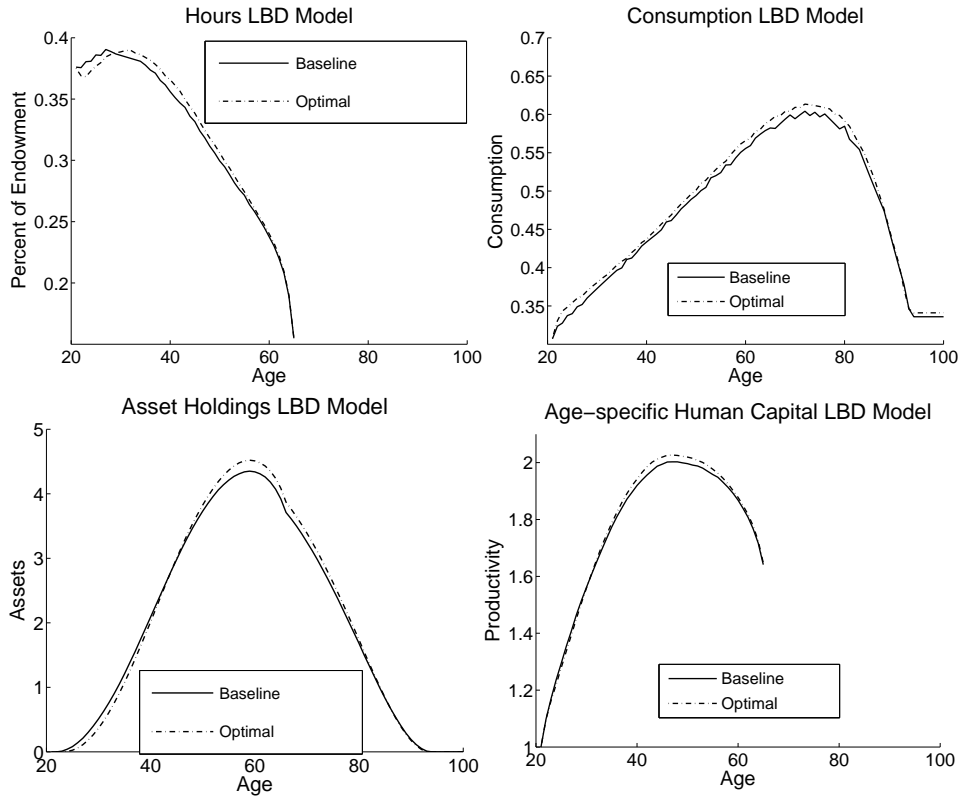 Hours LBD Model
0.4
0.35
0.3
0.25
0.2
Percent of Endowment
20
40
60
80
100
Age
Baseline
Optimal
Consumption LBD Model
0.7
0.65
0.6
0.55
0.5
0.45
0.4
0.35
Consumption
20
40
60
80
100
Age
Baseline
Optimal
Asset Holdings LBD Model
5
4
3
2
1
0
Assets
20
40
60
80
100
Age
Baseline
Optimal
Age−specific Human Capital LBD Model
2
1.8
1.6
1.4
1.2
1
Productivity
20
40
60
80
100
Age
Baseline
Optimal